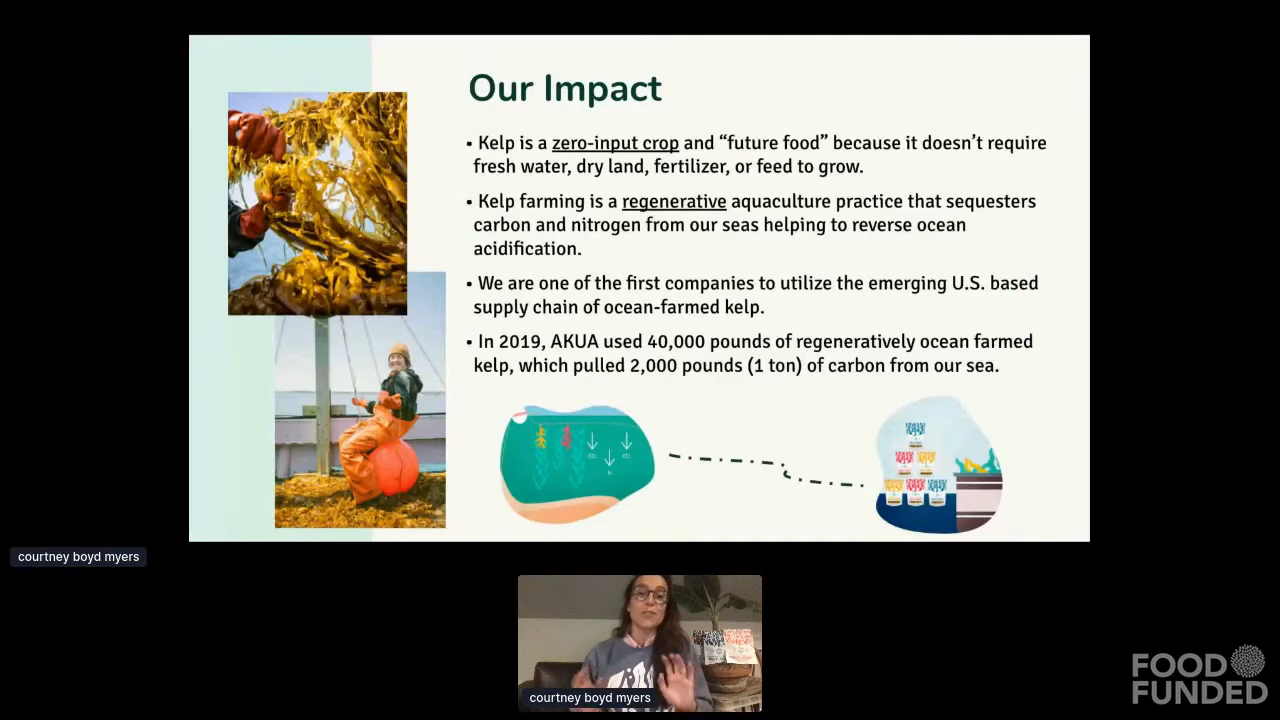 Our Impact
• Kelp is a zero-input crop and “future food” because it doesn’t require
fresh water, dry land, fertilizer, or feed to grow.
• Kelp farming is a regenerative aquaculture practice that sequesters
carbon and nitrogen from our seas helping to reverse ocean
acidification.
• We are one of the first companies to utilize the emerging U.S. based
supply chain of ocean-farmed kelp.
• In 2019, AKUA used 40,000 pounds of regeneratively ocean farmed
kelp, which pulled 2,000 pounds (1 ton) of carbon from our sea.
courtney boyd myers
courtney boyd myers
FOOD
FUNDED